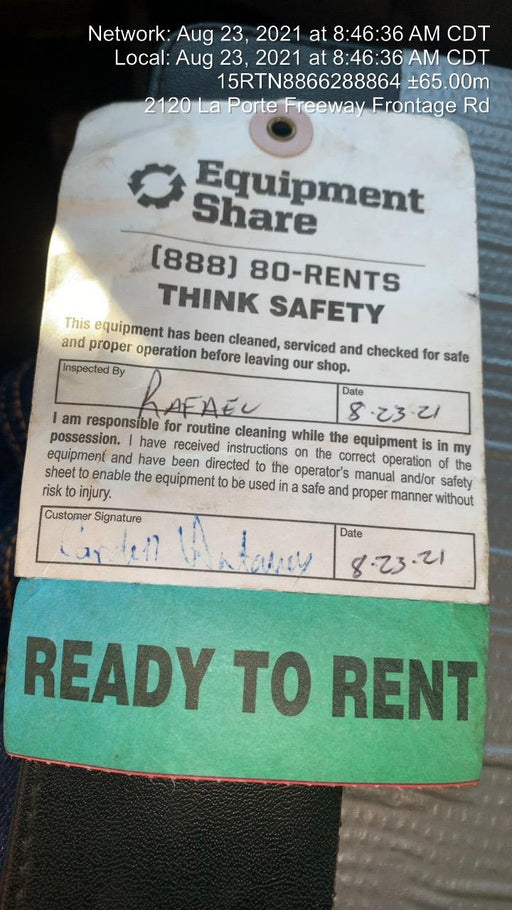 Network: Aug 23, 2021 at 8:46:36 AM CDT
Local: Aug 23, 2021 at 8:46:36 AM CDT
15RTN8866288864 ±65.00m
2120 La Porte Freeway Frontage Rd
Equipment
Share
(888) 80-RENTS
THINK SAFETY
This equipment has been cleaned, serviced and checked for safe
and proper operation before leaving our shop.
Inspected By
RAFAEL
Date
8-23-21
I am responsible for routine cleaning while the equipment is in my
possession. I have received instructions on the correct operation of the
equipment and have been directed to the operator's manual and/or safety
sheet to enable the equipment to be used in a safe and proper manner without
risk to injury.
Customer Signature
Date
8-23-21
READY TO RENT